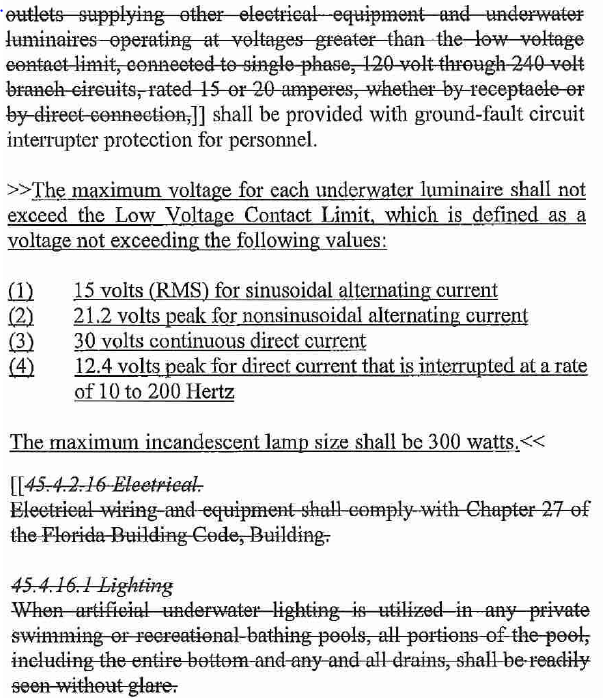 outlets supplying other electrical equipment and underwater
luminaires operating at voltages greater than the low voltage
contact limit, connected to single phase, 120 volt through 240 volt
branch circuits, rated 15 or 20 amperes, whether by receptacle or
by direct connection,]] shall be provided with ground-fault circuit
interrupter protection for personnel.
>>The maximum voltage for each underwater luminaire shall not
exceed the Low Voltage Contact Limit, which is defined as a
voltage not exceeding the following values:
(1) 15 volts (RMS) for sinusoidal alternating current
(2) 21.2 volts peak for nonsinusoidal alternating current
(3) 30 volts continuous direct current
(4) 12.4 volts peak for direct current that is interrupted at a rate
of 10 to 200 Hertz
The maximum incandescent lamp size shall be 300 watts.<<
[[45.4.2.16 Electrical.
Electrical wiring and equipment shall comply with Chapter 27 of
the Florida Building Code, Building.
45.4.16.1 Lighting
When artificial underwater lighting is utilized in any private
swimming or recreational bathing pools, all portions of the pool,
including the entire bottom and any and all drains, shall be readily
seen without glare.